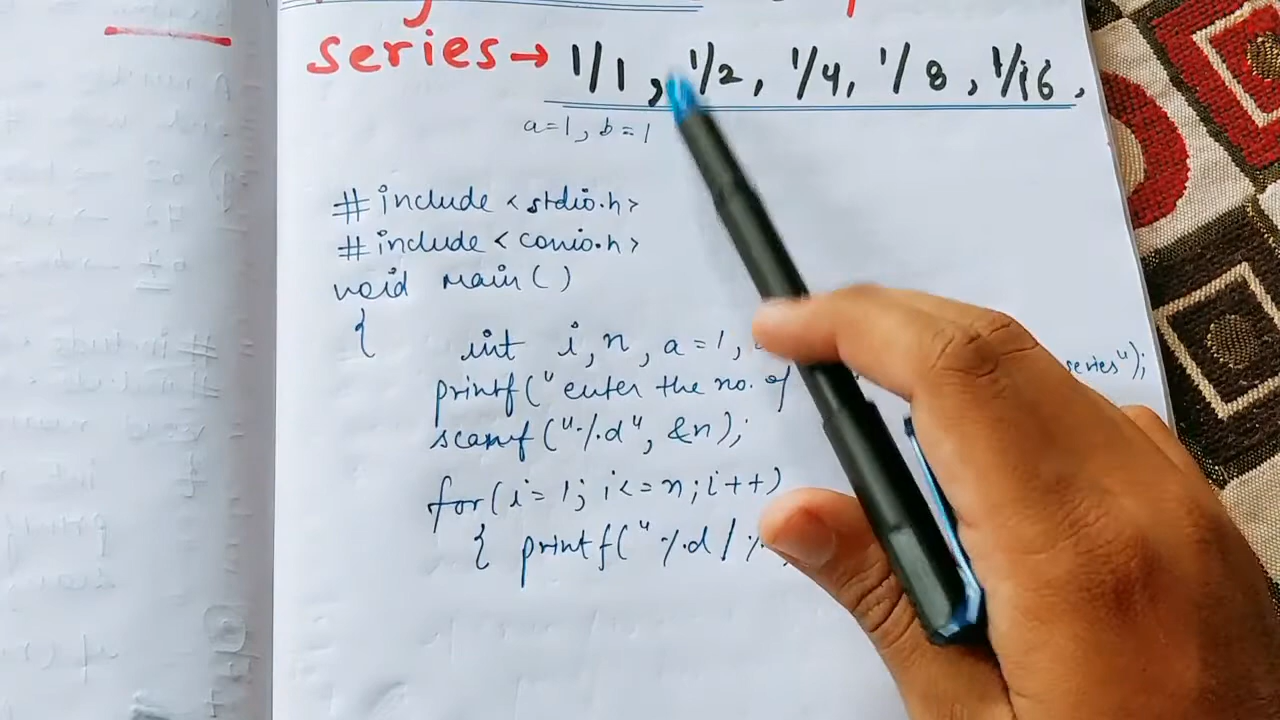 series → 1/1, 1/2, 1/4, 1/8, 1/16,
a=1, b=1
#include <stdio.h>
#include <conio.h>
void main()
{
int i, n, a=1,
printf("enter the no. of series");
scanf("%d", &n);
for(i=1; i<=n; i++)
{ printf("%d/%